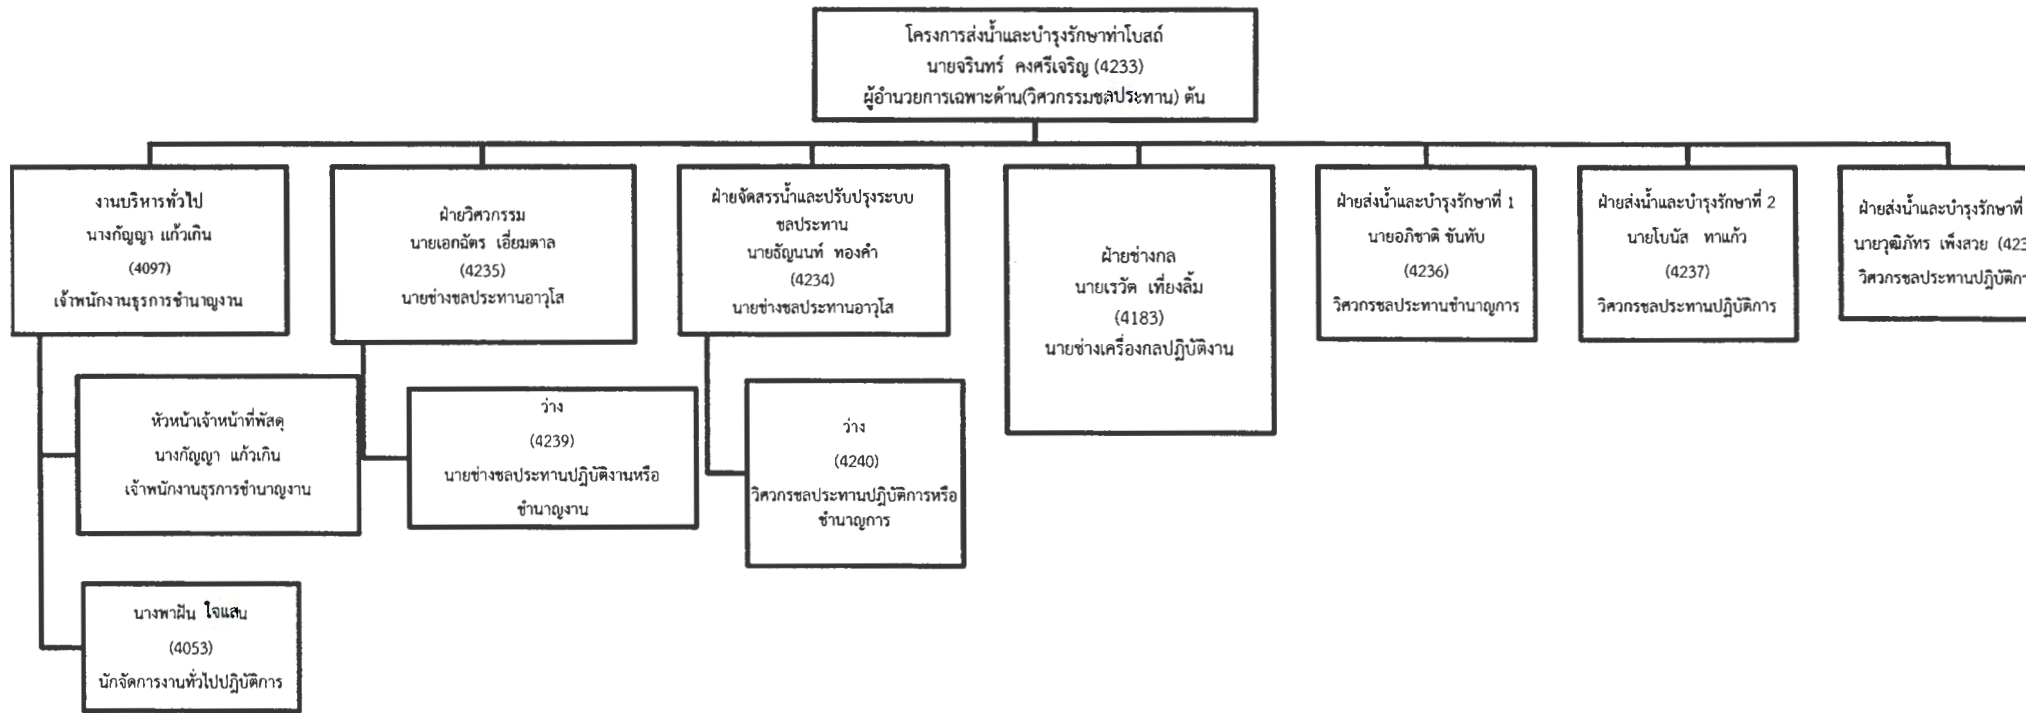 โครงการส่งน้ำและบำรุงรักษาท่าโบสถ์
นายจรินทร์ คงศรีเจริญ (4233)
ผู้อำนวยการเฉพาะด้าน(วิศวกรรมชลประทาน) ต้น
งานบริหารทั่วไป
นางกัญญา แก้วเกิน
(4097)
เจ้าพนักงานธุรการชำนาญงาน
ฝ่ายวิศวกรรม
นายเอกฉัตร เอี่ยมตาล
(4235)
นายช่างชลประทานอาวุโส
ฝ่ายจัดสรรน้ำและปรับปรุงระบบ
ชลประทาน
นายธัญนนท์ ทองคำ
(4234)
นายช่างชลประทานอาวุโส
ฝ่ายช่างกล
นายเรวัต เที่ยงลิ้ม
(4183)
นายช่างเครื่องกลปฏิบัติงาน
ฝ่ายส่งน้ำและบำรุงรักษาที่ 1
นายอภิชาติ ขันทับ
(4236)
วิศวกรชลประทานชำนาญการ
ฝ่ายส่งน้ำและบำรุงรักษาที่ 2
นายโบนัส ทาแก้ว
(4237)
วิศวกรชลประทานปฏิบัติการ
ฝ่ายส่งน้ำและบำรุงรักษาที่
นายวุฒิภัทร เพ็งสวย (423
วิศวกรชลประทานปฏิบัติกา
หัวหน้าเจ้าหน้าที่พัสดุ
นางกัญญา แก้วเกิน
เจ้าพนักงานธุรการชำนาญงาน
ว่าง
(4239)
นายช่างชลประทานปฏิบัติงานหรือ
ชำนาญงาน
ว่าง
(4240)
วิศวกรชลประทานปฏิบัติการหรือ
ชำนาญการ
นางพาฝัน ใจแสน
(4053)
นักจัดการงานทั่วไปปฏิบัติการ